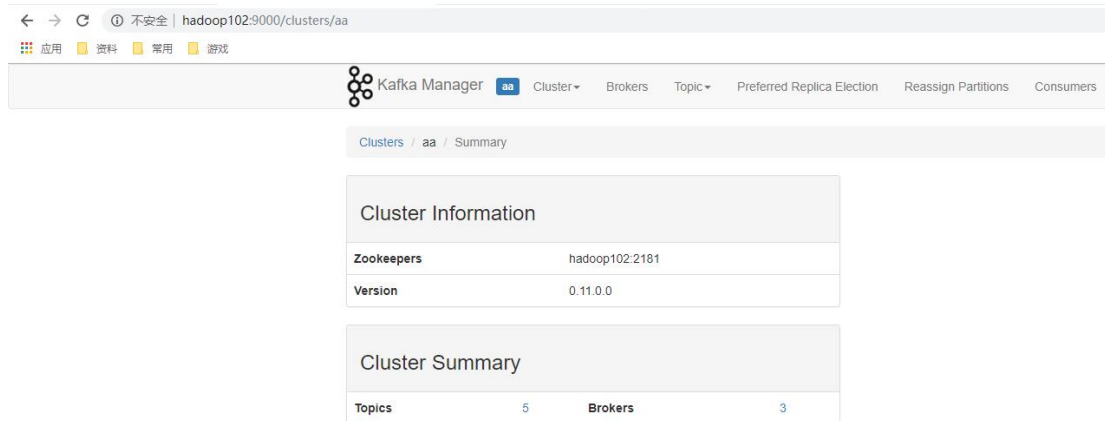 不安全 | hadoop102:9000/clusters/aa
应用 资料 常用 游戏
Kafka Manager aa Cluster Brokers Topic Preferred Replica Election Reassign Partitions Consumers
Clusters / aa / Summary
Cluster Information
Zookeepers hadoop102:2181
Version 0.11.0.0
Cluster Summary
Topics 5 Brokers 3